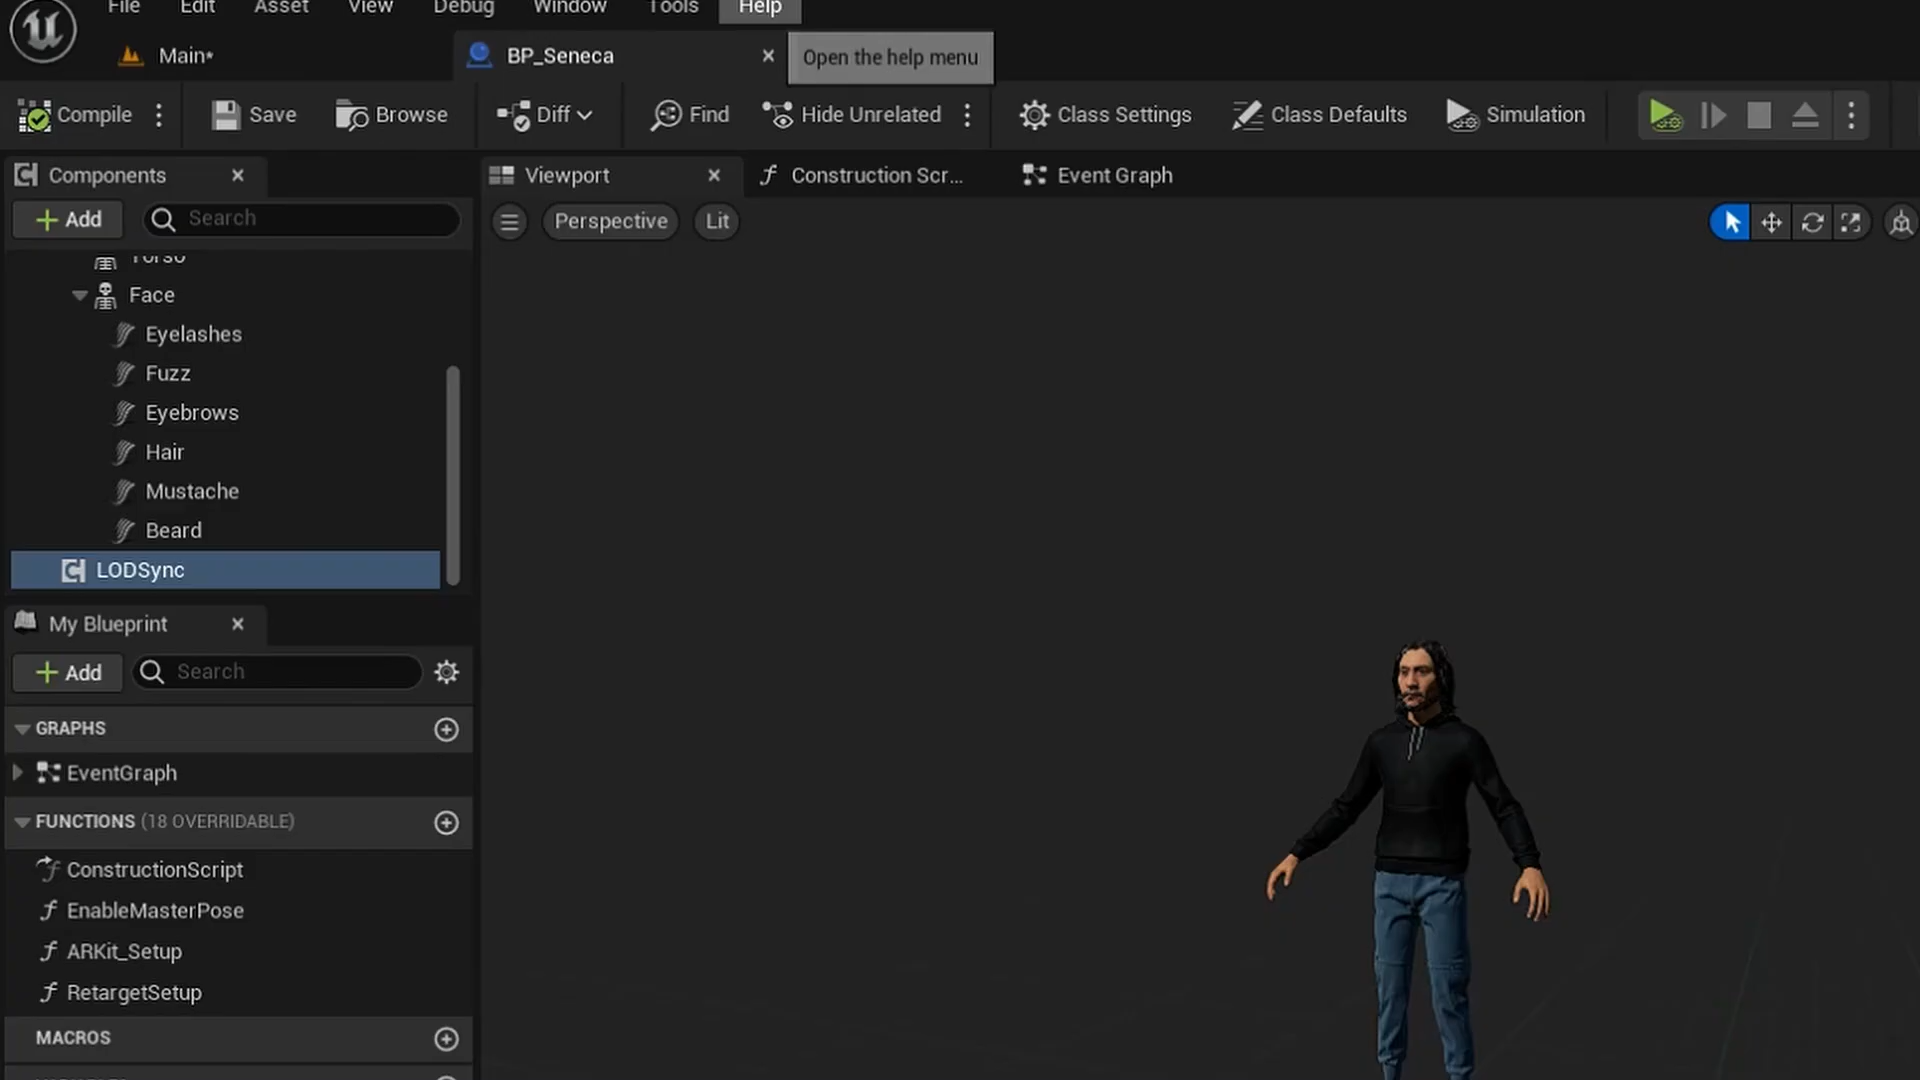 File Edit Asset View Debug Window Tools Help
Main* BP_Seneca Open the help menu
Compile Save Browse Diff Find Hide Unrelated Class Settings Class Defaults Simulation
Components Viewport Construction Scr... Event Graph
Add Search Perspective Lit
Torso
Face
Eyelashes
Fuzz
Eyebrows
Hair
Mustache
Beard
LODSync
My Blueprint
Add Search
GRAPHS
EventGraph
FUNCTIONS (18 OVERRIDABLE)
ConstructionScript
EnableMasterPose
ARKit_Setup
RetargetSetup
MACROS